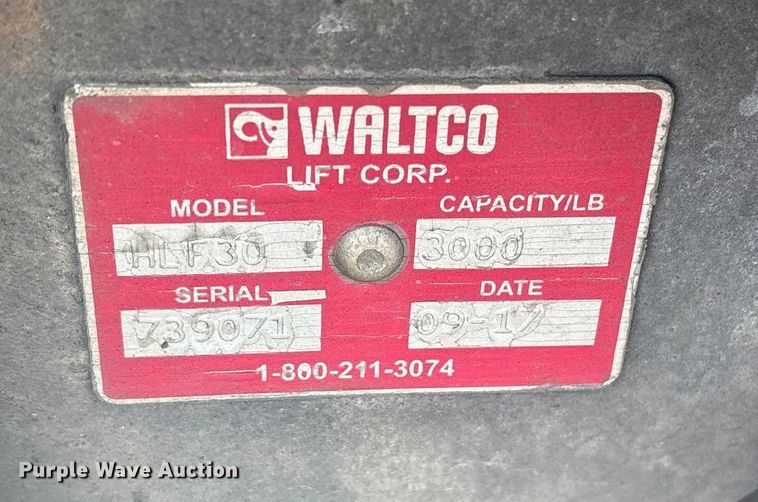 WALTCO
LIFT CORP.
MODEL CAPACITY/LB
HLF30 3000
SERIAL DATE
739071 09-17
1-800-211-3074
Purple Wave Auction